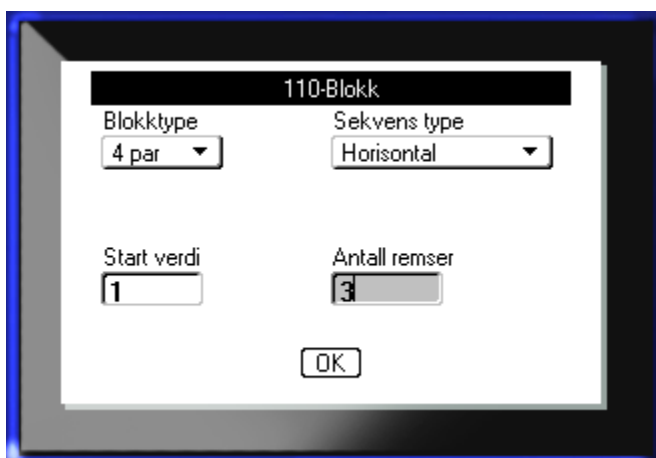 110-Blokk
Blokktype Sekvens type
4 par Horisontal
Start verdi Antall remser
1 3
OK